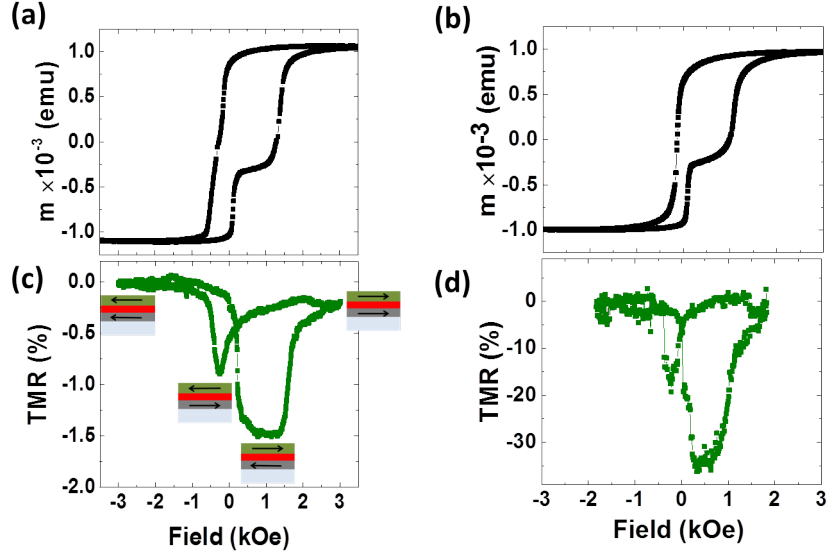 (a)
m ×10⁻³ (emu)
1.0
0.5
0.0
-0.5
-1.0
(b)
m ×10-3 (emu)
1.0
0.5
0.0
-0.5
-1.0
(c)
TMR (%)
0.0
-0.5
-1.0
-1.5
-2.0
-3 -2 -1 0 1 2 3
Field (kOe)
(d)
TMR (%)
0
-10
-20
-30
-3 -2 -1 0 1 2 3
Field (kOe)